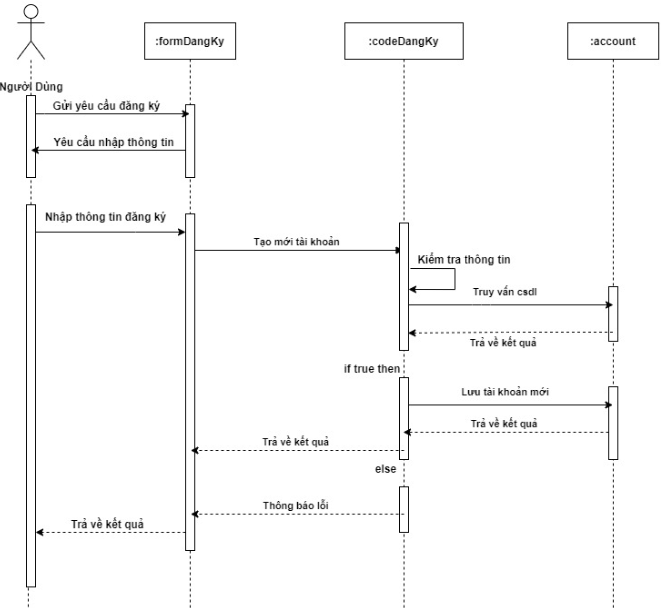 :formDangKy
:codeDangKy
:account
Người Dùng
Gửi yêu cầu đăng ký
Yêu cầu nhập thông tin
Nhập thông tin đăng ký
Tạo mới tài khoản
Kiểm tra thông tin
Truy vấn csdl
Trả về kết quả
if true then
Lưu tài khoản mới
Trả về kết quả
Trả về kết quả
else
Thông báo lỗi
Trả về kết quả